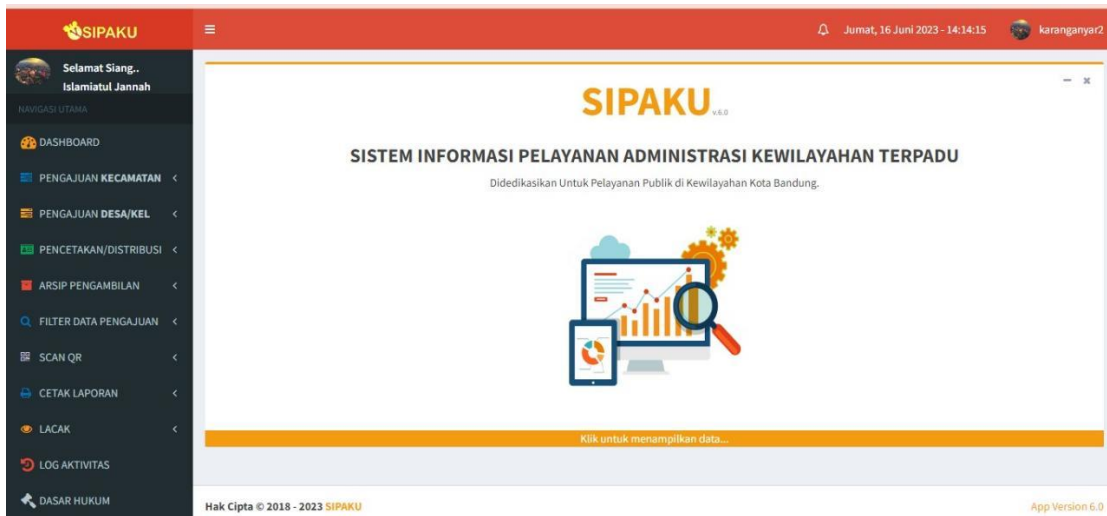 SIPAKU
Jumat, 16 Juni 2023 - 14:14:15
karanganyar2
Selamat Siang..
Islamiatul Jannah
NAVIGASI UTAMA
DASHBOARD
PENGAJUAN KECAMATAN
PENGAJUAN DESA/KEL
PENCETAKAN/DISTRIBUSI
ARSIP PENGAMBILAN
FILTER DATA PENGAJUAN
SCAN QR
CETAK LAPORAN
LACAK
LOG AKTIVITAS
DASAR HUKUM
SIPAKU v.6.0
SISTEM INFORMASI PELAYANAN ADMINISTRASI KEWILAYAHAN TERPADU
Didedikasikan Untuk Pelayanan Publik di Kewilayahan Kota Bandung.
Klik untuk menampilkan data...
Hak Cipta © 2018 - 2023 SIPAKU
App Version 6.0